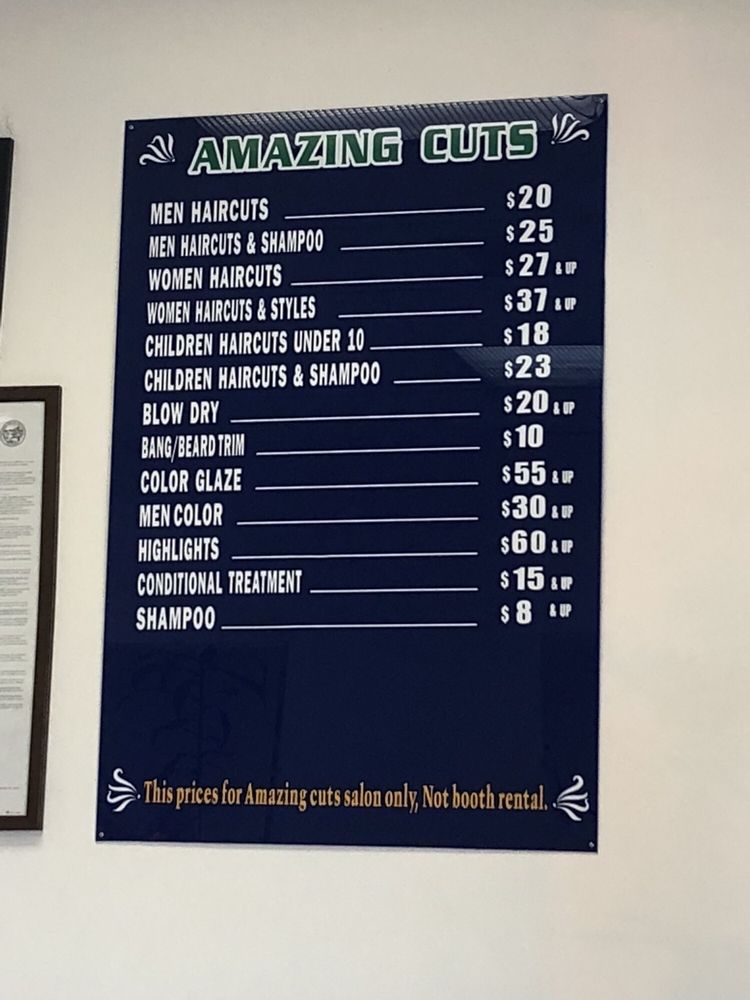 AMAZING CUTS
MEN HAIRCUTS $20
MEN HAIRCUTS & SHAMPOO $25
WOMEN HAIRCUTS $27 & UP
WOMEN HAIRCUTS & STYLES $37 & UP
CHILDREN HAIRCUTS UNDER 10 $18
CHILDREN HAIRCUTS & SHAMPOO $23
BLOW DRY $20 & UP
BANG/BEARD TRIM $10
COLOR GLAZE $55 & UP
MEN COLOR $30 & UP
HIGHLIGHTS $60 & UP
CONDITIONAL TREATMENT $15 & UP
SHAMPOO $8 & UP
This prices for Amazing cuts salon only, Not booth rental.